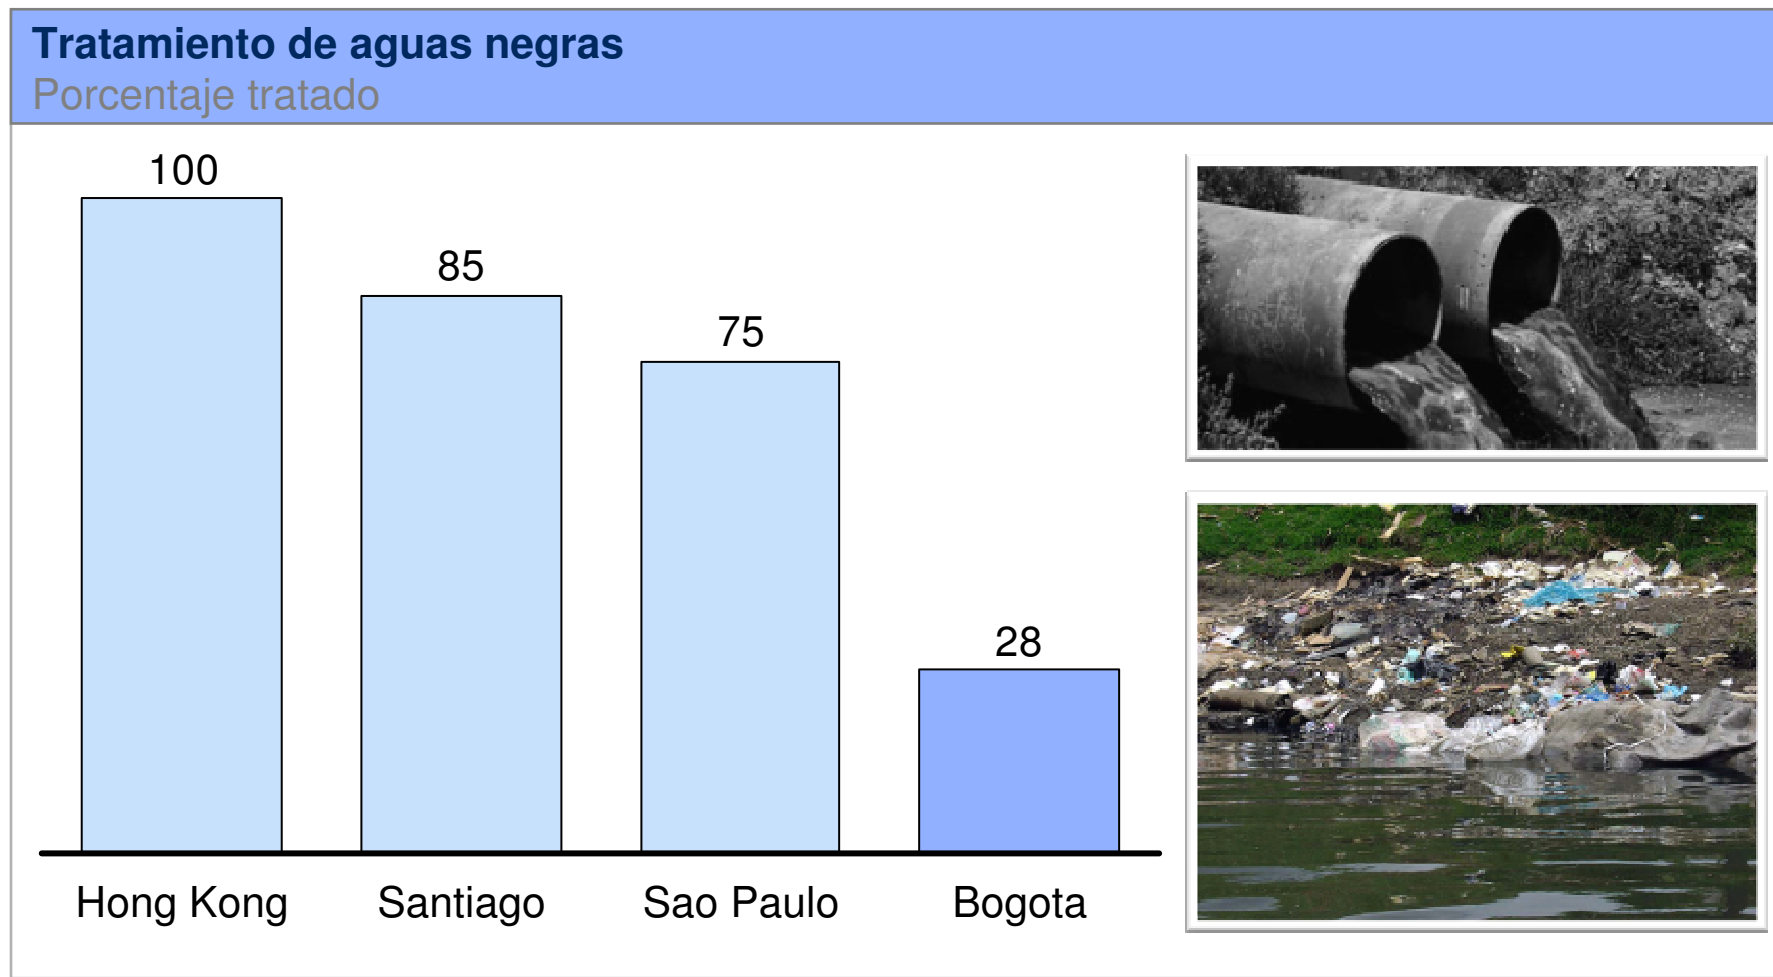 Tratamiento de aguas negras
Porcentaje tratado
100
85
75
28
Hong Kong
Santiago
Sao Paulo
Bogota